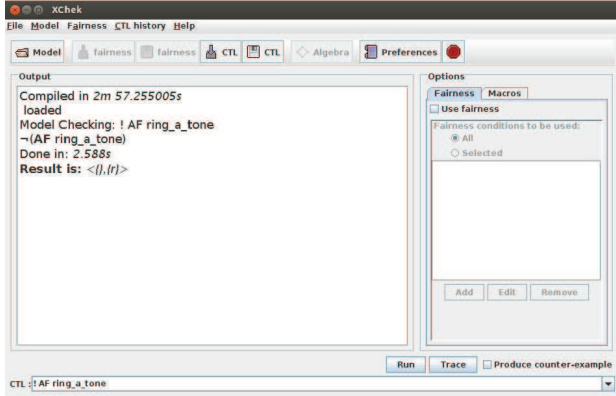 XChek
File Model Fairness CTL history Help
Model fairness fairness CTL CTL Algebra Preferences
Output
Compiled in 2m 57.255005s
loaded
Model Checking: ! AF ring_a_tone
¬(AF ring_a_tone)
Done in: 2.588s
Result is: <{},{r}>
Options
Fairness Macros
Use fairness
Fairness conditions to be used:
All
Selected
Add Edit Remove
Run Trace Produce counter-example
CTL : ! AF ring_a_tone